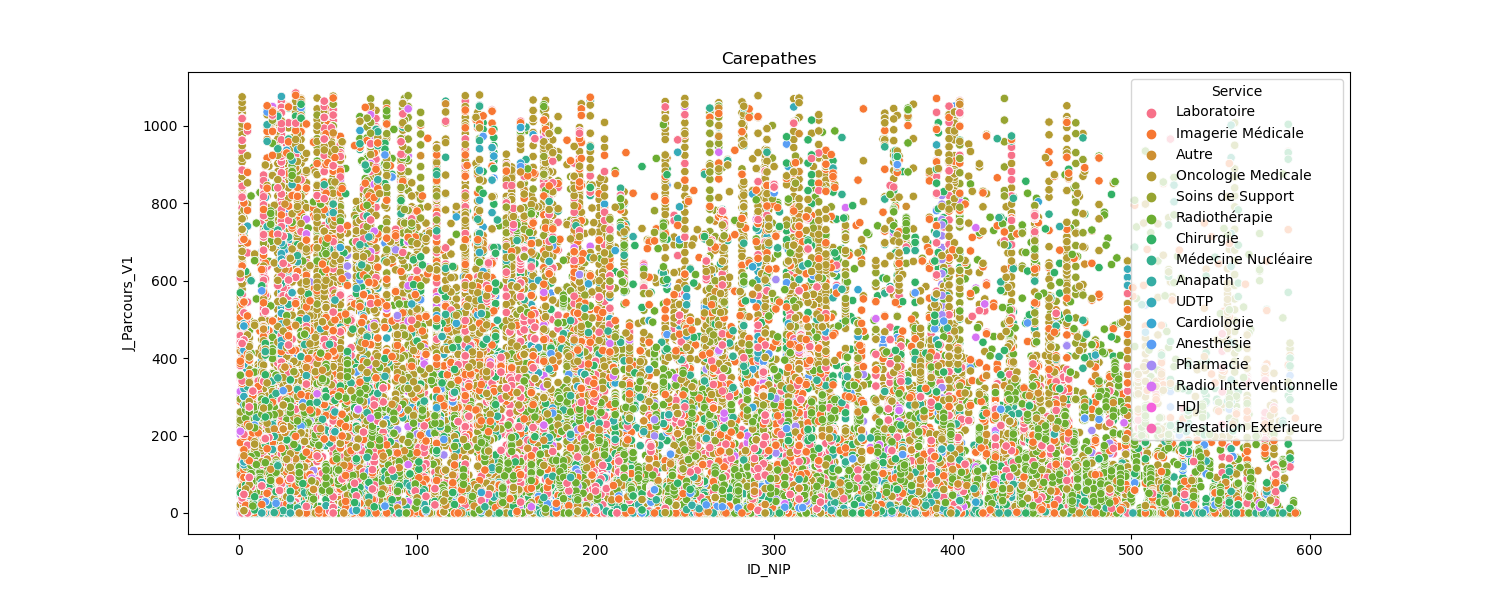 Carepathes
Service
Laboratoire
Imagerie Médicale
Autre
Oncologie Medicale
Soins de Support
Radiothérapie
Chirurgie
Médecine Nucléaire
Anapath
UDTP
Cardiologie
Anesthésie
Pharmacie
Radio Interventionnelle
HDJ
Prestation Exterieure
J_Parcours_V1
1000
800
600
400
200
0
0 100 200 300 400 500 600
ID_NIP